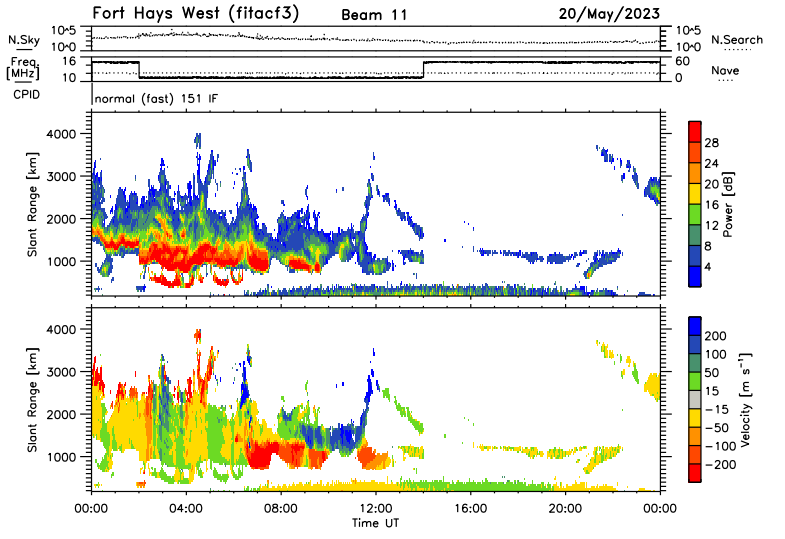 Fort Hays West (fitacf3) Beam 11 20/May/2023
N.Sky 10^5 10^0 10^5 10^0 N.Search
Freq. [MHz] 16 10 60 0 Nave
CPID normal (fast) 151 IF
Slant Range [km] 4000 3000 2000 1000
28 24 20 16 12 8 4 Power [dB]
Slant Range [km] 4000 3000 2000 1000
200 100 50 15 −15 −50 −100 −200 Velocity [m s⁻¹]
00:00 04:00 08:00 12:00 16:00 20:00 00:00
Time UT